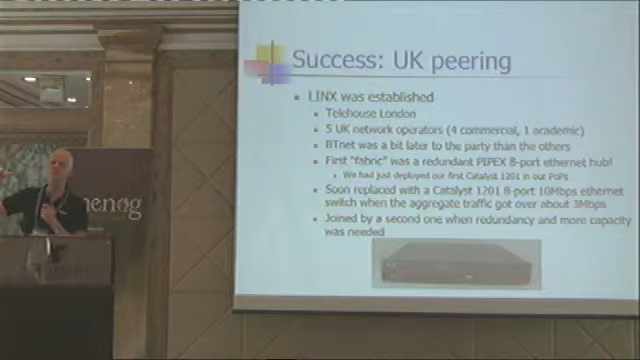 Success: UK peering
LINX was established
Telehouse London
5 UK network operators (4 commercial, 1 academic)
BTnet was a bit later to the party than the others
First "fabric" was a redundant PIPEX 8-port ethernet hub!
We had just deployed our first Catalyst 1201 in our PoPs
Soon replaced with a Catalyst 1201 8-port 10Mbps ethernet
switch when the aggregate traffic got over about 3Mbps
Joined by a second one when redundancy and more capacity
was needed
menog